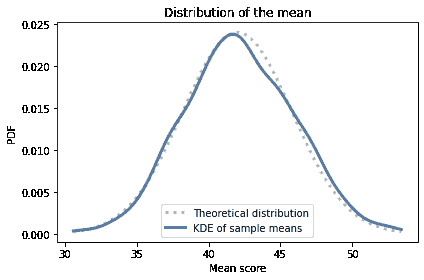 Distribution of the mean
0.025
0.020
0.015
0.010
0.005
0.000
PDF
Theoretical distribution
KDE of sample means
30 35 40 45 50
Mean score